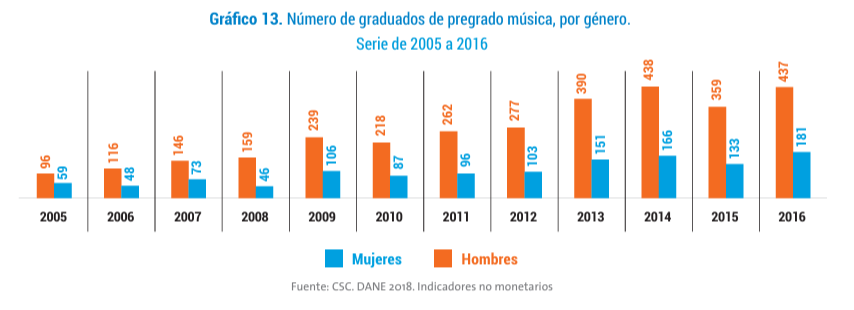 Gráfico 13. Número de graduados de pregrado música, por género.
Serie de 2005 a 2016
96 59 116 48 146 73 159 46 239 106 218 87 262 96 277 103 390 151 438 166 359 133 437 181
2005 2006 2007 2008 2009 2010 2011 2012 2013 2014 2015 2016
Mujeres Hombres
Fuente: CSC. DANE 2018. Indicadores no monetarios